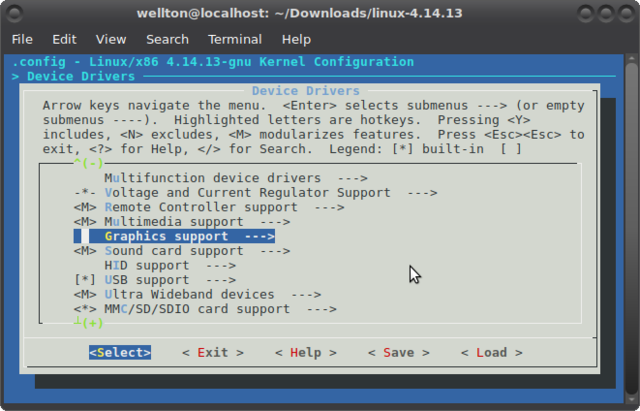 wellton@localhost: ~/Downloads/linux-4.14.13
File Edit View Search Terminal Help
.config - Linux/x86 4.14.13-gnu Kernel Configuration
> Device Drivers
Device Drivers
Arrow keys navigate the menu. <Enter> selects submenus ---> (or empty
submenus ----). Highlighted letters are hotkeys. Pressing <Y>
includes, <N> excludes, <M> modularizes features. Press <Esc><Esc> to
exit, <?> for Help, </> for Search. Legend: [*] built-in [ ]
^(-)
Multifunction device drivers --->
-*- Voltage and Current Regulator Support --->
<M> Remote Controller support --->
<M> Multimedia support --->
Graphics support --->
<M> Sound card support --->
HID support --->
[*] USB support --->
<M> Ultra Wideband devices --->
<*> MMC/SD/SDIO card support --->
┴(+)
<Select> < Exit > < Help > < Save > < Load >